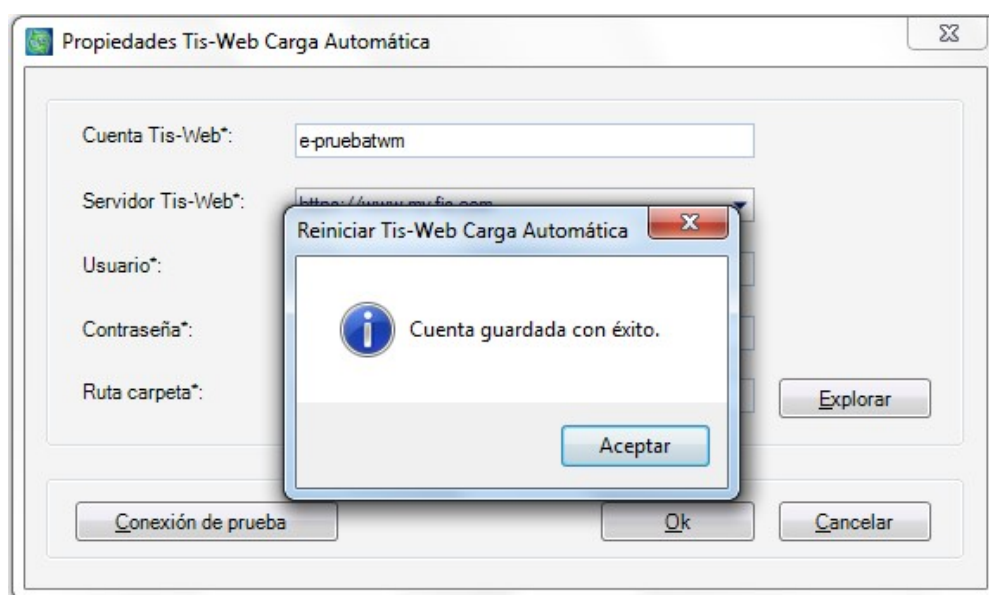 Propiedades Tis-Web Carga Automática
Cuenta Tis-Web*:
e-pruebatwm
Servidor Tis-Web*:
Reiniciar Tis-Web Carga Automática
Usuario*:
Cuenta guardada con éxito.
Contraseña*:
Ruta carpeta*:
Explorar
Aceptar
Conexión de prueba
Ok
Cancelar